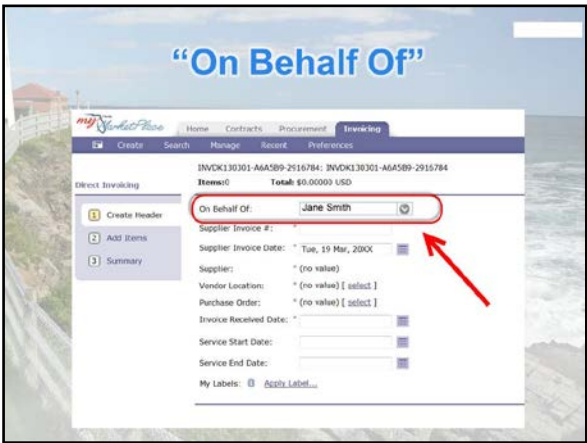 “On Behalf Of”
my MarketPlace
Home Contracts Procurement Invoicing
Create Search Manage Recent Preferences
INVDK130301-A6A5B9-2916784: INVDK130301-A6A5B9-2916784
Items:0 Total: $0.00000 USD
Direct Invoicing
On Behalf Of: Jane Smith
1 Create Header
Supplier Invoice #: *
2 Add Items
Supplier Invoice Date: * Tue, 19 Mar, 20XX
3 Summary
Supplier: * (no value)
Vendor Location: * (no value) [ select ]
Purchase Order: * (no value) [ select ]
Invoice Received Date: *
Service Start Date:
Service End Date:
My Labels: Apply Label...